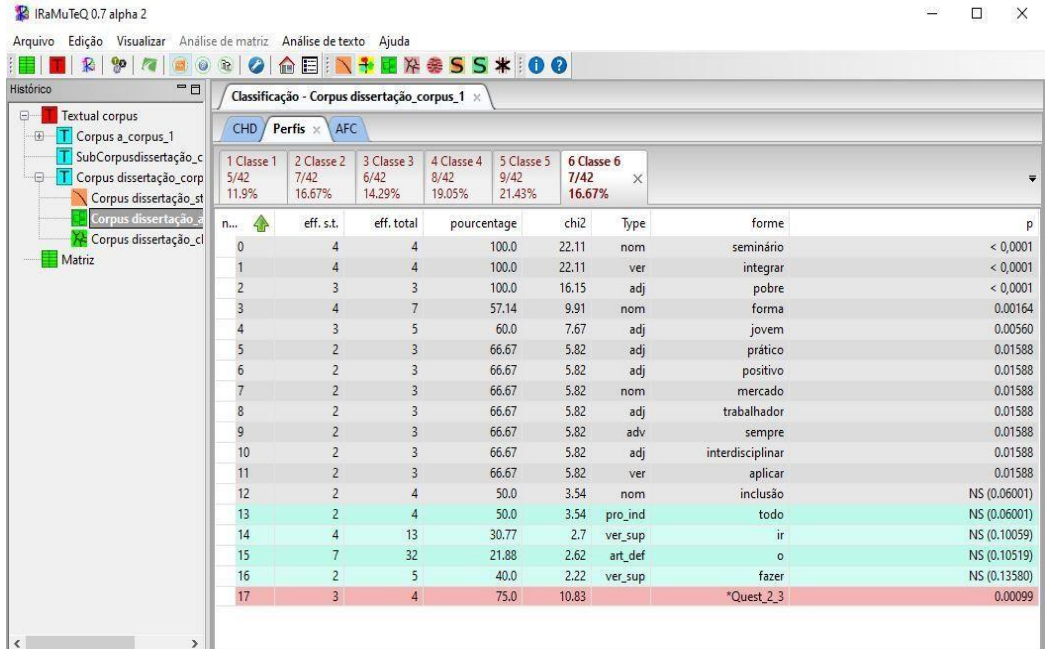 IRaMuTeQ 0.7 alpha 2
Arquivo Edição Visualizar Análise de matriz Análise de texto Ajuda
Histórico
Textual corpus
Corpus a_corpus_1
SubCorpusdissertação_c
Corpus dissertação_corp
Corpus dissertação_st
Corpus dissertação_a
Corpus dissertação_cl
Matriz
Classificação - Corpus dissertação_corpus_1
CHD Perfis AFC
1 Classe 1 2 Classe 2 3 Classe 3 4 Classe 4 5 Classe 5 6 Classe 6
5/42 7/42 6/42 8/42 9/42 7/42
11.9% 16.67% 14.29% 19.05% 21.43% 16.67%
n... eff. s.t. eff. total pourcentage chi2 Type forme p
0 4 4 100.0 22.11 nom seminário < 0,0001
1 4 4 100.0 22.11 ver integrar < 0,0001
2 3 3 100.0 16.15 adj pobre < 0,0001
3 4 7 57.14 9.91 nom forma 0.00164
4 3 5 60.0 7.67 adj jovem 0.00560
5 2 3 66.67 5.82 adj prático 0.01588
6 2 3 66.67 5.82 adj positivo 0.01588
7 2 3 66.67 5.82 nom mercado 0.01588
8 2 3 66.67 5.82 adj trabalhador 0.01588
9 2 3 66.67 5.82 adv sempre 0.01588
10 2 3 66.67 5.82 adj interdisciplinar 0.01588
11 2 3 66.67 5.82 ver aplicar 0.01588
12 2 4 50.0 3.54 nom inclusão NS (0.06001)
13 2 4 50.0 3.54 pro_ind todo NS (0.06001)
14 4 13 30.77 2.7 ver_sup ir NS (0.10059)
15 7 32 21.88 2.62 art_def o NS (0.10519)
16 2 5 40.0 2.22 ver_sup fazer NS (0.13580)
17 3 4 75.0 10.83 *Quest_2_3 0.00099